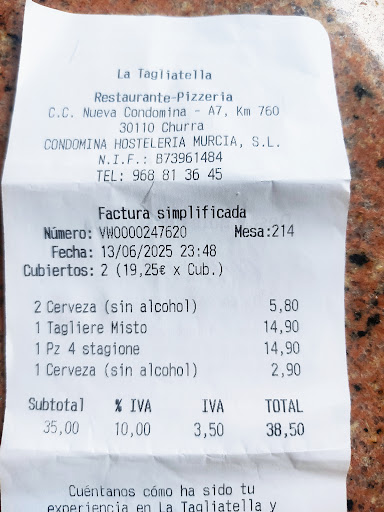 La Tagliatella
Restaurante-Pizzeria
C.C. Nueva Condomina - A7, Km 760
30110 Churra
CONDOMINA HOSTELERIA MURCIA, S.L.
N.I.F.: B73961484
TEL: 968 81 36 45
Factura simplificada
Número: VW0000247620 Mesa:214
Fecha: 13/06/2025 23:48
Cubiertos: 2 (19,25€ x Cub.)
2 Cerveza (sin alcohol) 5,80
1 Tagliere Misto 14,90
1 Pz 4 stagione 14,90
1 Cerveza (sin alcohol) 2,90
Subtotal % IVA IVA TOTAL
35,00 10,00 3,50 38,50
Cuéntanos cómo ha sido tu
experiencia en La Tagliatella y